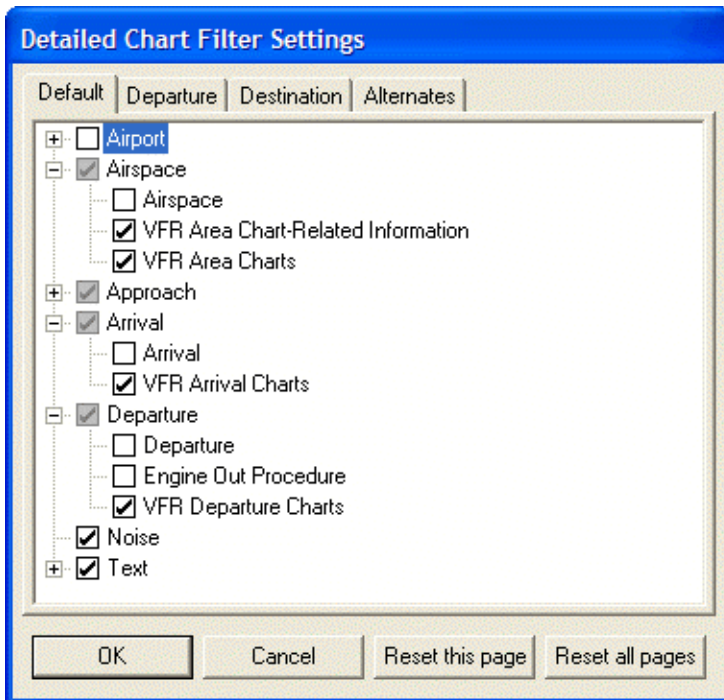 Detailed Chart Filter Settings
Default Departure Destination Alternates
Airport
Airspace
Airspace
VFR Area Chart-Related Information
VFR Area Charts
Approach
Arrival
Arrival
VFR Arrival Charts
Departure
Departure
Engine Out Procedure
VFR Departure Charts
Noise
Text
OK Cancel Reset this page Reset all pages